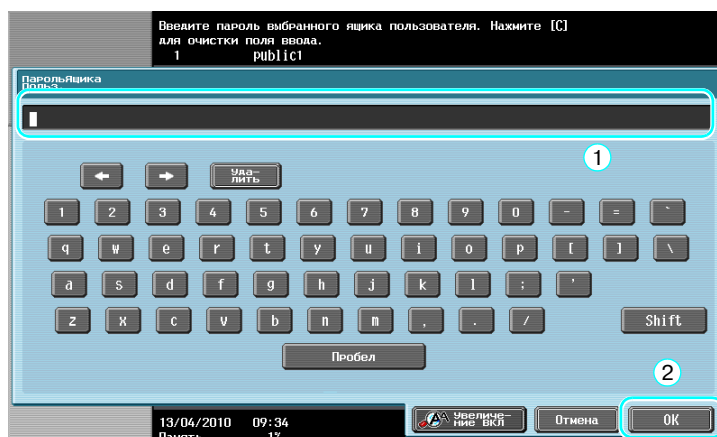 Введите пароль выбранного ящика пользователя. Нажмите [C]
для очистки поля ввода.
1 public1
ПарольЯщика
Польз.
1
← → Уда-
лить
1 2 3 4 5 6 7 8 9 0 - = `
q w e r t y u i o p [ ] \
a s d f g h j k l ; '
z x c v b n m , . / Shift
Пробел
2
Увеличе-
ние вкл
Отмена
OK
13/04/2010 09:34
Память 1%